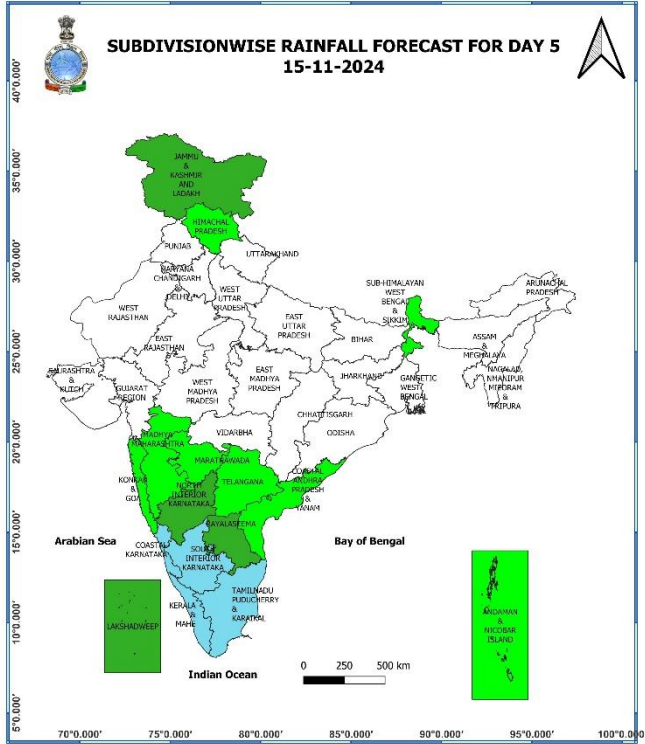 SUBDIVISIONWISE RAINFALL FORECAST FOR DAY 5
15-11-2024
40°0.000'
35°0.000'
30°0.000'
25°0.000'
20°0.000'
15°0.000'
10°0.000'
5°0.000'
JAMMU
&
KASHMIR
AND
LADAKH
HIMACHAL
PRADESH
PUNJAB
UTTARAKHAND
HARYANA
CHANDIGARH
&
DELHI
WEST
UTTAR
PRADESH
SUB-HIMALAYAN
WEST
BENGAL
&
SIKKIM
ARUNACHAL
PRADESH
WEST
RAJASTHAN
EAST
RAJASTHAN
EAST
UTTAR
PRADESH
BIHAR
ASSAM
&
MEGHALAYA
NAGALAD,
NMANIPUR
MIZORAM
&
TRIPURA
SAURASHTRA
&
KUTCH
GUJARAT
REGION
WEST
MADHYA
PRADESH
EAST
MADHYA
PRADESH
JHARKHAND
GANGETIC
WEST
BENGAL
CHHATTISGARH
ODISHA
VIDARBHA
MADHYA
MAHARASHTRA
MARATHAWADA
KONKAN
&
GOA
NORTH
INTERIOR
KARNATAKA
TELANGANA
COASTAL
ANDHRA
PRADESH
&
YANAM
RAYALASEEMA
Arabian Sea
COASTAL
KARNATAKA
SOUTH
INTERIOR
KARNATAKA
Bay of Bengal
LAKSHADWEEP
KERALA
&
MAHE
TAMILNADU
PUDUCHERRY
&
KARAIKAL
ANDAMAN
&
NICOBAR
ISLAND
Indian Ocean
0 250 500 km
70°0.000' 75°0.000' 80°0.000' 85°0.000' 90°0.000' 95°0.000' 100°0.000'